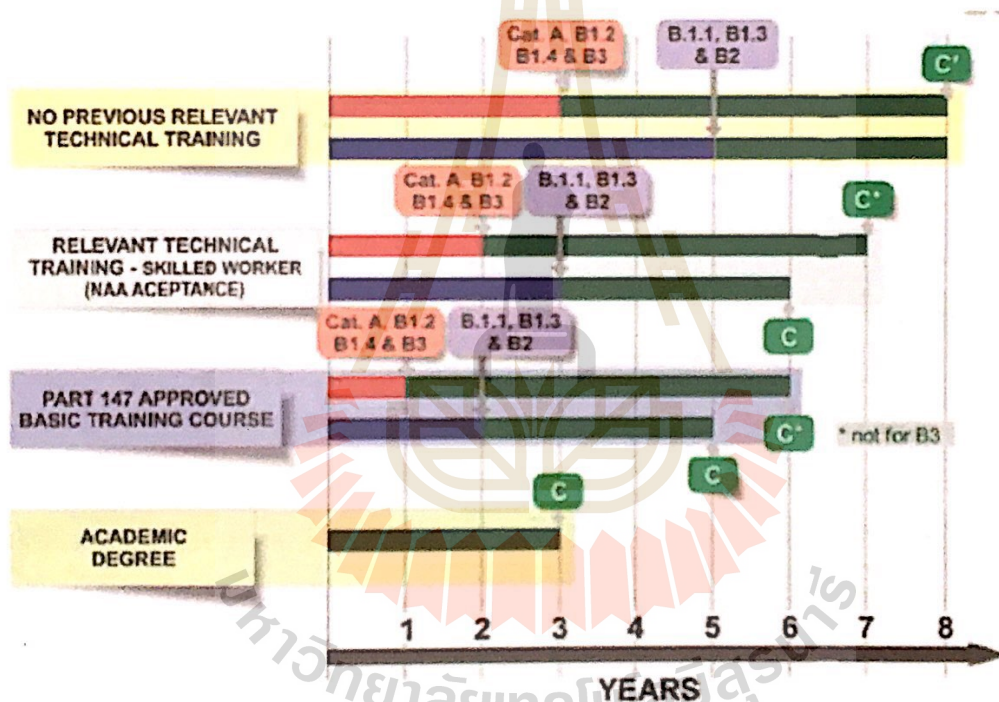 Cat. A, B1.2
B1.4 & B3
B.1.1, B1.3
& B2
C*
NO PREVIOUS RELEVANT
TECHNICAL TRAINING
Cat. A, B1.2
B1.4 & B3
B.1.1, B1.3
& B2
C*
RELEVANT TECHNICAL
TRAINING - SKILLED WORKER
(NAA ACEPTANCE)
C
Cat. A, B1.2
B1.4 & B3
B.1.1, B1.3
& B2
PART 147 APPROVED
BASIC TRAINING COURSE
C*
* not for B3
C
C
ACADEMIC
DEGREE
1 2 3 4 5 6 7 8
YEARS